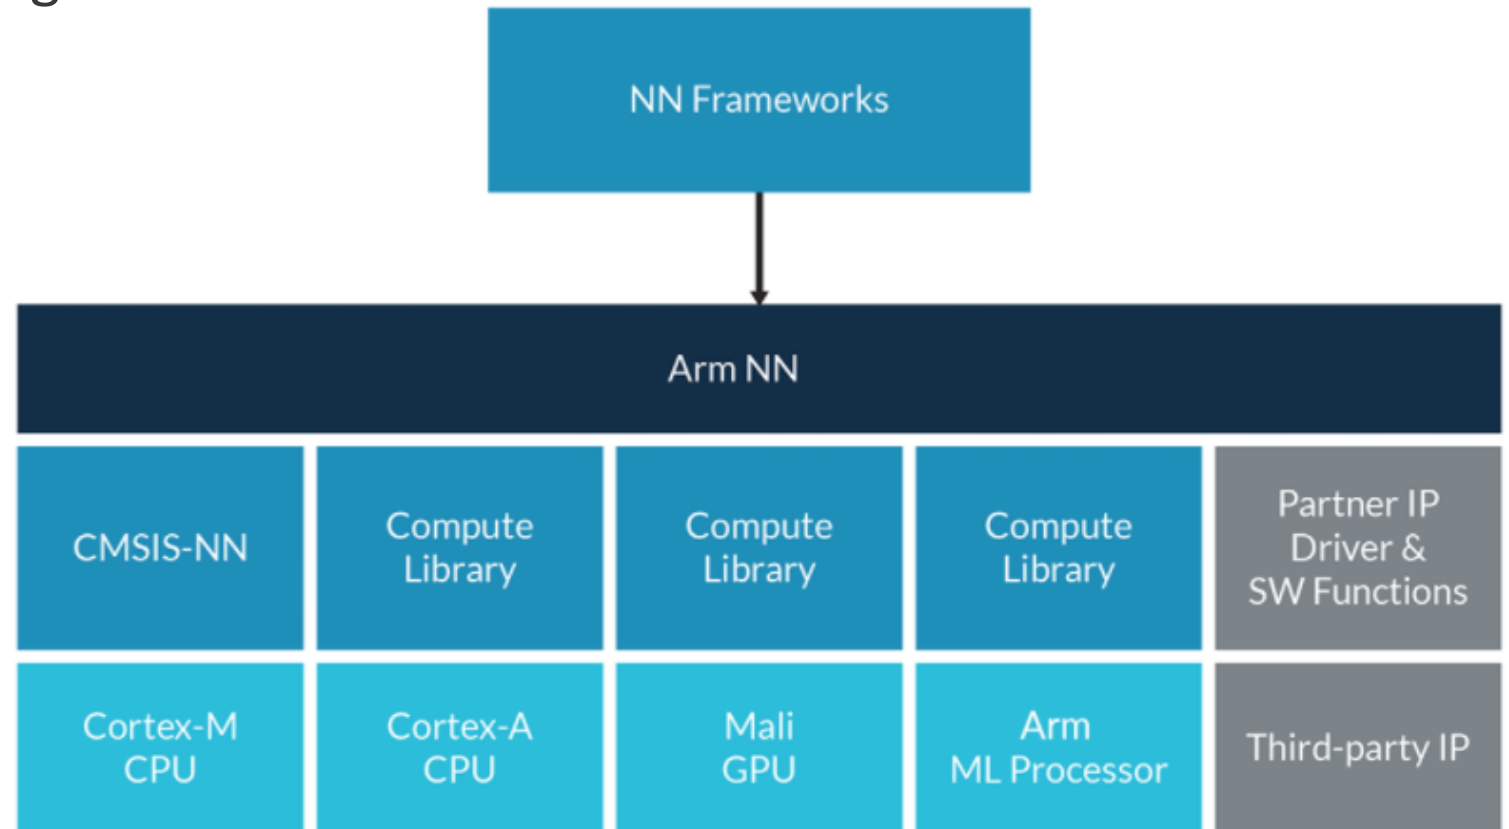 NN Frameworks
Arm NN
CMSIS-NN
Compute
Library
Compute
Library
Compute
Library
Partner IP
Driver &
SW Functions
Cortex-M
CPU
Cortex-A
CPU
Mali
GPU
Arm
ML Processor
Third-party IP